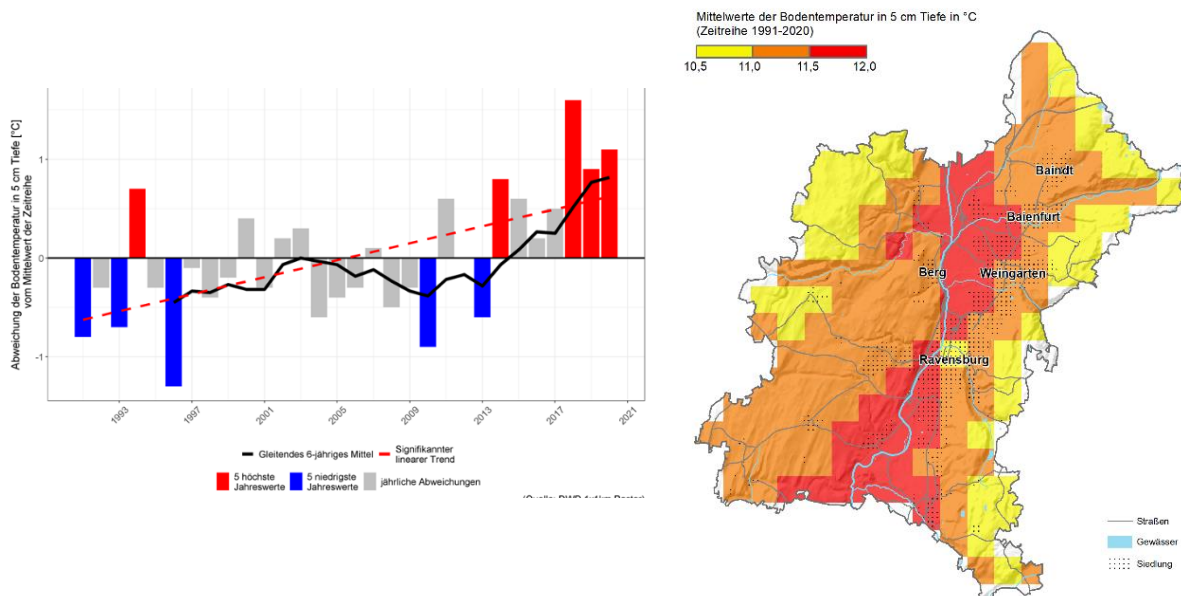 Abweichung der Bodentemperatur in 5 cm Tiefe [°C]
vom Mittelwert der Zeitreihe
1
0
-1
1993
1997
2001
2005
2009
2013
2017
2021
Gleitendes 6-jähriges Mittel
Signifikannter
linearer Trend
5 höchste
Jahreswerte
5 niedrigste
Jahreswerte
jährliche Abweichungen
Mittelwerte der Bodentemperatur in 5 cm Tiefe in °C
(Zeitreihe 1991-2020)
10,5
11,0
11,5
12,0
Baindt
Baienfurt
Berg
Weingarten
Ravensburg
Straßen
Gewässer
Siedlung